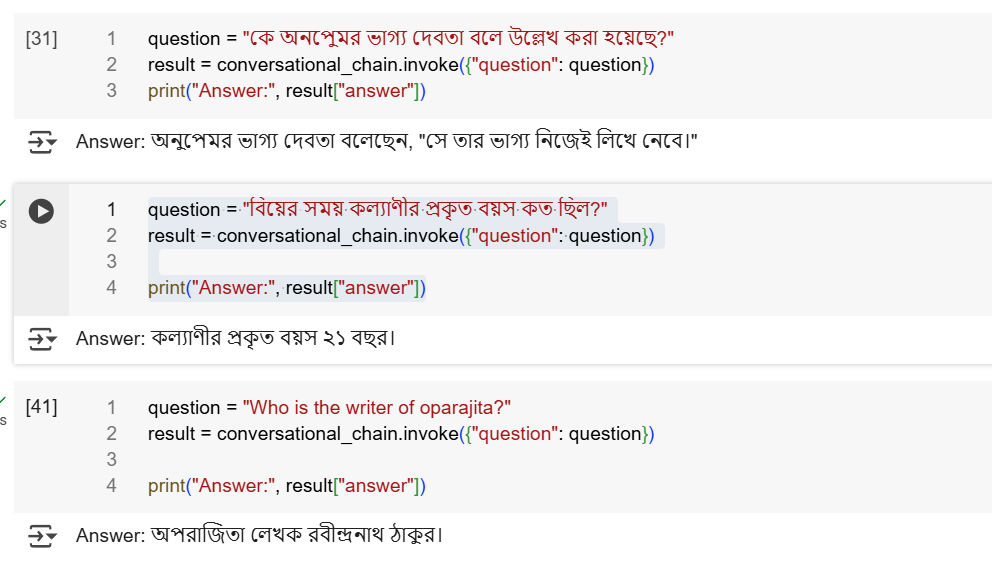 [31]
1 question = "কে অনপেুমর ভাগ্য দেবতা বলে উল্লেখ করা হয়েছে?"
2 result = conversational_chain.invoke({"question": question})
3 print("Answer:", result["answer"])
Answer: অনুপেমর ভাগ্য দেবতা বলেছেন, "সে তার ভাগ্য নিজেই লিখে নেবে।"
1 question = "বিয়ের সময় কল্যাণীর প্রকৃত বয়স কত ছিল?"
s
2 result = conversational_chain.invoke({"question": question})
3
4 print("Answer:", result["answer"])
Answer: কল্যাণীর প্রকৃত বয়স ২১ বছর।
[41]
1 question = "Who is the writer of oparajita?"
s
2 result = conversational_chain.invoke({"question": question})
3
4 print("Answer:", result["answer"])
Answer: অপরাজিতা লেখক রবীন্দ্রনাথ ঠাকুর।